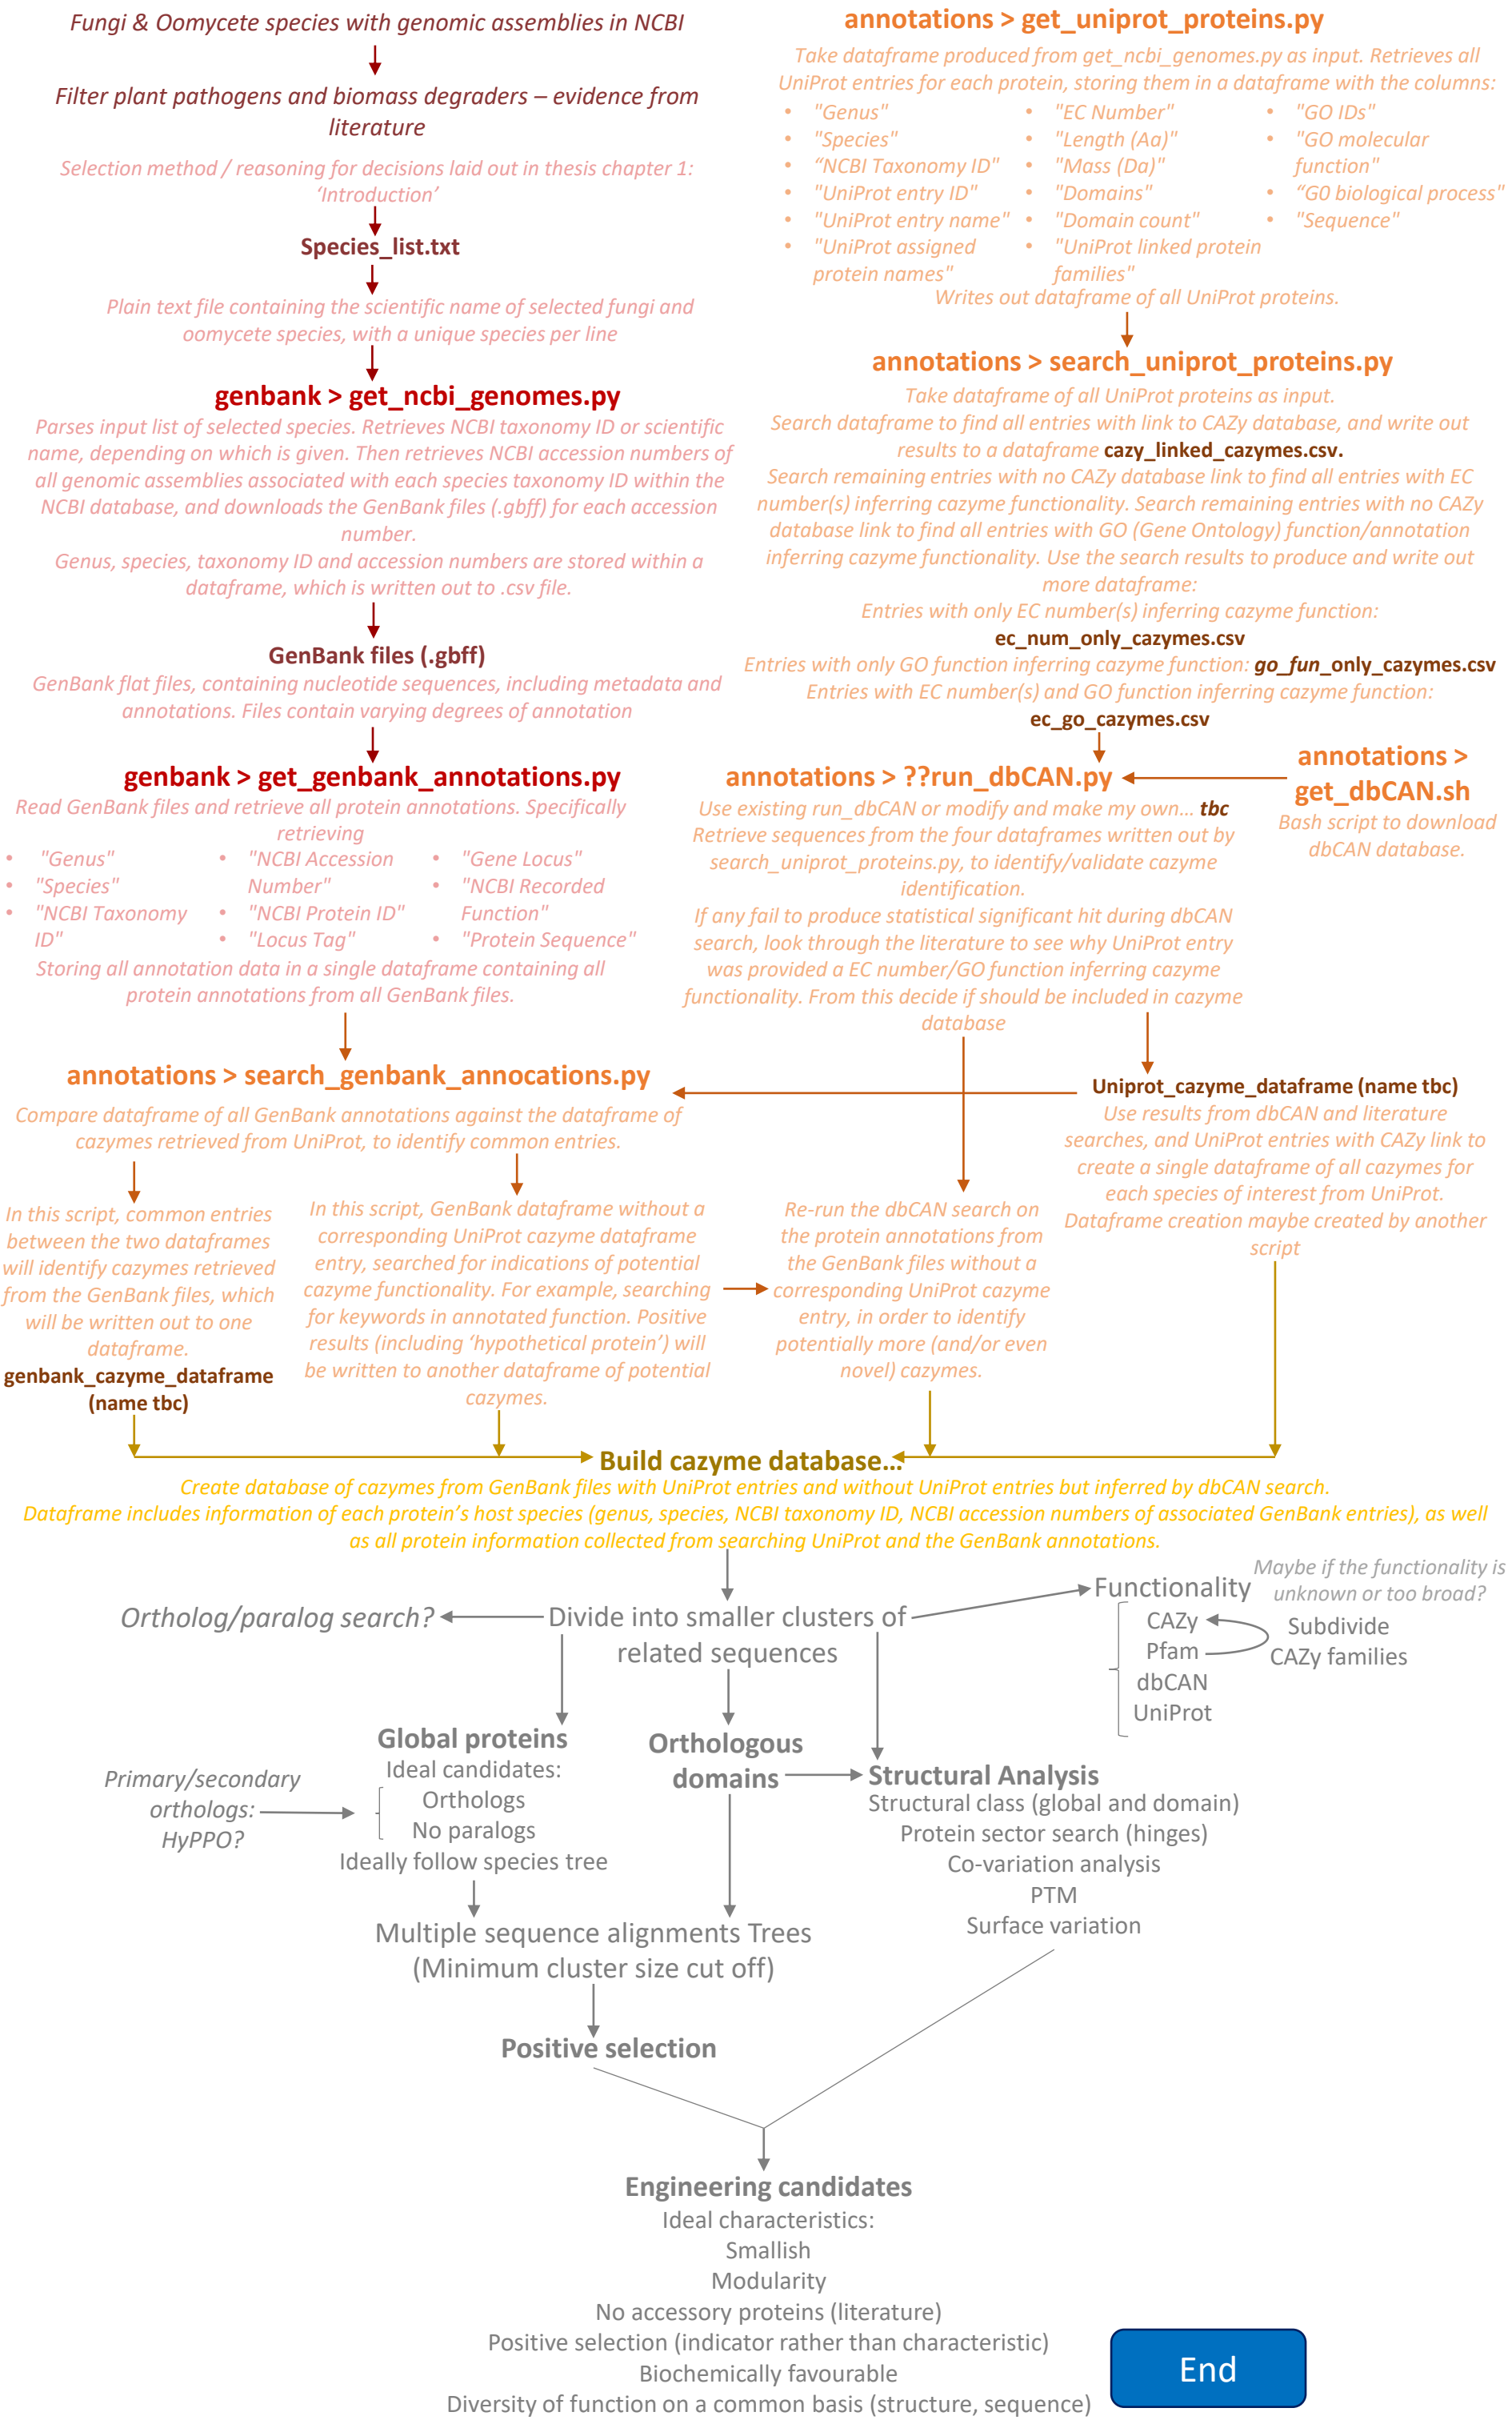 Fungi & Oomycete species with genomic assemblies in NCBI
Filter plant pathogens and biomass degraders – evidence from
literature
Selection method / reasoning for decisions laid out in thesis chapter 1:
‘Introduction’
Species_list.txt
Plain text file containing the scientific name of selected fungi and
oomycete species, with a unique species per line
genbank > get_ncbi_genomes.py
Parses input list of selected species. Retrieves NCBI taxonomy ID or scientific
name, depending on which is given. Then retrieves NCBI accession numbers of
all genomic assemblies associated with each species taxonomy ID within the
NCBI database, and downloads the GenBank files (.gbff) for each accession
number.
Genus, species, taxonomy ID and accession numbers are stored within a
dataframe, which is written out to .csv file.
GenBank files (.gbff)
GenBank flat files, containing nucleotide sequences, including metadata and
annotations. Files contain varying degrees of annotation
genbank > get_genbank_annotations.py
Read GenBank files and retrieve all protein annotations. Specifically
retrieving
• "Genus"
• "Species"
• "NCBI Taxonomy
ID"
• "NCBI Accession
Number"
• "NCBI Protein ID"
• "Locus Tag"
• "Gene Locus"
• "NCBI Recorded
Function"
• "Protein Sequence"
Storing all annotation data in a single dataframe containing all
protein annotations from all GenBank files.
annotations > get_uniprot_proteins.py
Take dataframe produced from get_ncbi_genomes.py as input. Retrieves all
UniProt entries for each protein, storing them in a dataframe with the columns:
• "Genus"
• "Species"
• “NCBI Taxonomy ID"
• "UniProt entry ID"
• "UniProt entry name"
• "UniProt assigned
protein names"
• "EC Number"
• "Length (Aa)"
• "Mass (Da)"
• "Domains"
• "Domain count"
• "UniProt linked protein
families"
• "GO IDs"
• "GO molecular
function"
• “G0 biological process"
• "Sequence"
Writes out dataframe of all UniProt proteins.
annotations > search_uniprot_proteins.py
Take dataframe of all UniProt proteins as input.
Search dataframe to find all entries with link to CAZy database, and write out
results to a dataframe cazy_linked_cazymes.csv.
Search remaining entries with no CAZy database link to find all entries with EC
number(s) inferring cazyme functionality. Search remaining entries with no CAZy
database link to find all entries with GO (Gene Ontology) function/annotation
inferring cazyme functionality. Use the search results to produce and write out
more dataframe:
Entries with only EC number(s) inferring cazyme function:
ec_num_only_cazymes.csv
Entries with only GO function inferring cazyme function: go_fun_only_cazymes.csv
Entries with EC number(s) and GO function inferring cazyme function:
ec_go_cazymes.csv
annotations > ??run_dbCAN.py
Use existing run_dbCAN or modify and make my own… tbc
Retrieve sequences from the four dataframes written out by
search_uniprot_proteins.py, to identify/validate cazyme
identification.
If any fail to produce statistical significant hit during dbCAN
search, look through the literature to see why UniProt entry
was provided a EC number/GO function inferring cazyme
functionality. From this decide if should be included in cazyme
database
annotations >
get_dbCAN.sh
Bash script to download
dbCAN database.
annotations > search_genbank_annocations.py
Compare dataframe of all GenBank annotations against the dataframe of
cazymes retrieved from UniProt, to identify common entries.
Uniprot_cazyme_dataframe (name tbc)
Use results from dbCAN and literature
searches, and UniProt entries with CAZy link to
create a single dataframe of all cazymes for
each species of interest from UniProt.
Dataframe creation maybe created by another
script
In this script, common entries
between the two dataframes
will identify cazymes retrieved
from the GenBank files, which
will be written out to one
dataframe.
genbank_cazyme_dataframe
(name tbc)
In this script, GenBank dataframe without a
corresponding UniProt cazyme dataframe
entry, searched for indications of potential
cazyme functionality. For example, searching
for keywords in annotated function. Positive
results (including ‘hypothetical protein’) will
be written to another dataframe of potential
cazymes.
Re-run the dbCAN search on
the protein annotations from
the GenBank files without a
corresponding UniProt cazyme
entry, in order to identify
potentially more (and/or even
novel) cazymes.
Build cazyme database…
Create database of cazymes from GenBank files with UniProt entries and without UniProt entries but inferred by dbCAN search.
Dataframe includes information of each protein’s host species (genus, species, NCBI taxonomy ID, NCBI accession numbers of associated GenBank entries), as well
as all protein information collected from searching UniProt and the GenBank annotations.
Ortholog/paralog search?
Divide into smaller clusters of
related sequences
Functionality
Maybe if the functionality is
unknown or too broad?
CAZy
Pfam
dbCAN
UniProt
Subdivide
CAZy families
Global proteins
Ideal candidates:
Orthologs
No paralogs
Ideally follow species tree
Primary/secondary
orthologs:
HyPPO?
Orthologous
domains
Structural Analysis
Structural class (global and domain)
Protein sector search (hinges)
Co-variation analysis
PTM
Surface variation
Multiple sequence alignments Trees
(Minimum cluster size cut off)
Positive selection
Engineering candidates
Ideal characteristics:
Smallish
Modularity
No accessory proteins (literature)
Positive selection (indicator rather than characteristic)
Biochemically favourable
Diversity of function on a common basis (structure, sequence)
End